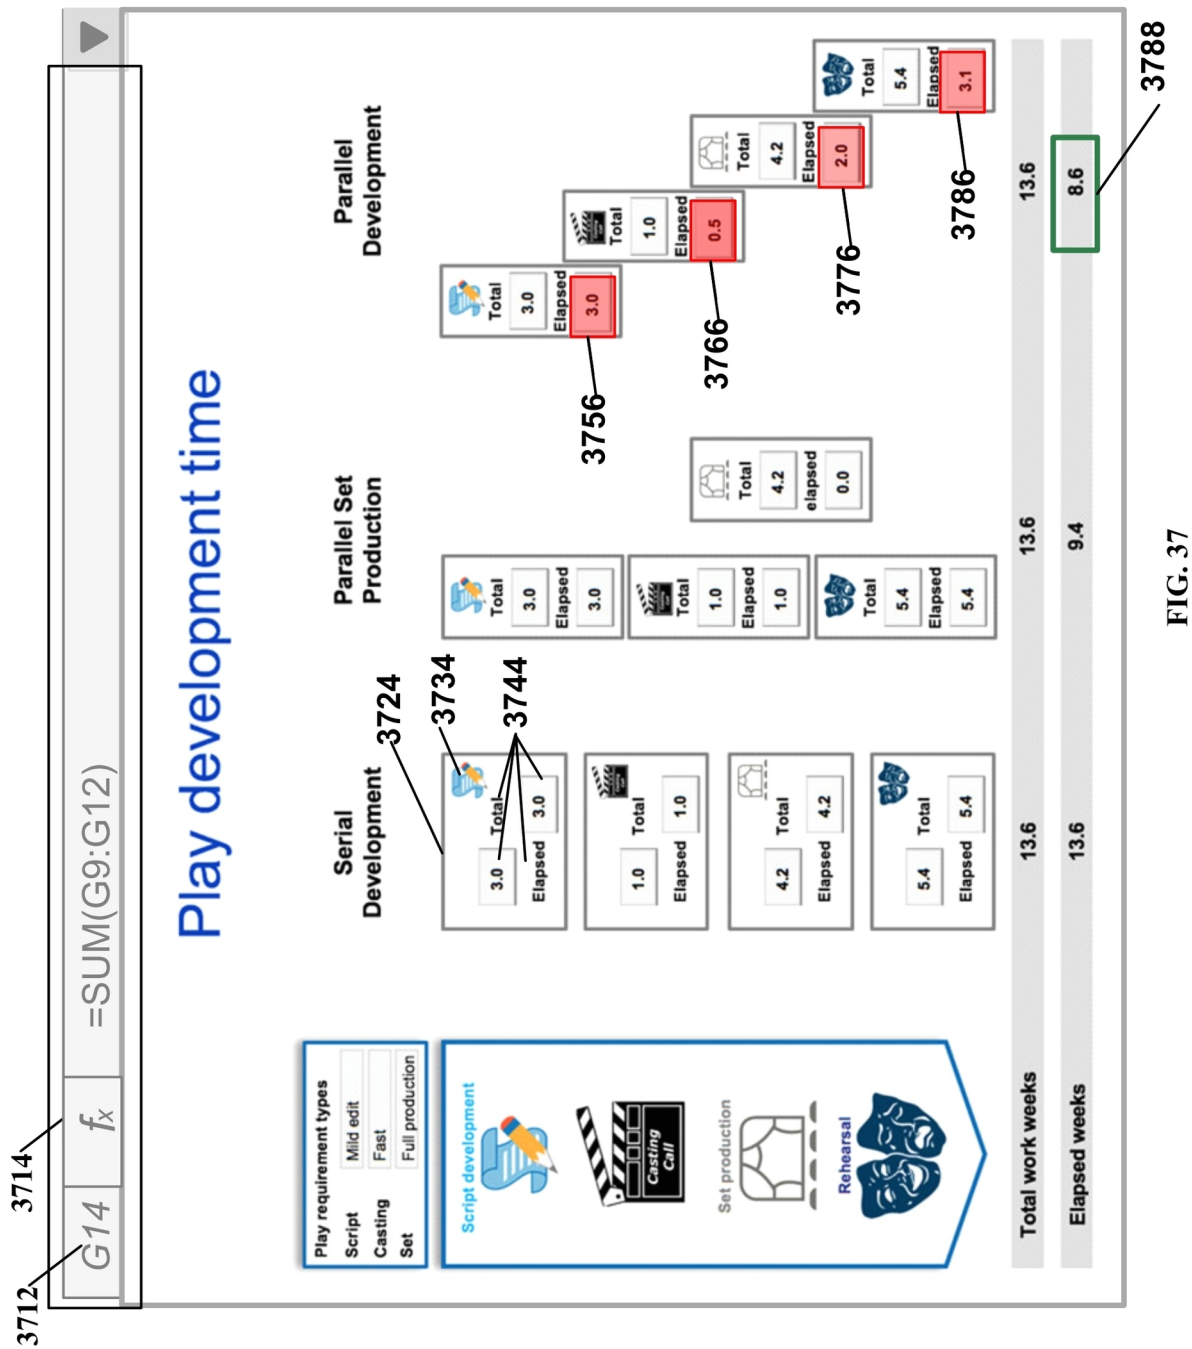 3712
3714
G14 fx =SUM(G9:G12)
Play development time
Play requirement types
Script Mild edit
Casting Fast
Set Full production
Serial
Development
Parallel Set
Production
Parallel
Development
Script development
Casting
Call
Set production
Rehearsal
3724
3734
3744
3.0 Total
Elapsed 3.0
1.0 Total
Elapsed 1.0
4.2 Total
Elapsed 4.2
5.4 Total
Elapsed 5.4
Total
3.0
Elapsed
3.0
Total
1.0
Elapsed
1.0
Total
5.4
Elapsed
5.4
Total
4.2
elapsed
0.0
Total
3.0
Elapsed
3.0
3756
Total
1.0
Elapsed
0.5
3766
Total
4.2
Elapsed
2.0
3776
Total
5.4
Elapsed
3.1
3786
Total work weeks 13.6 13.6 13.6
Elapsed weeks 13.6 9.4 8.6
3788
FIG. 37